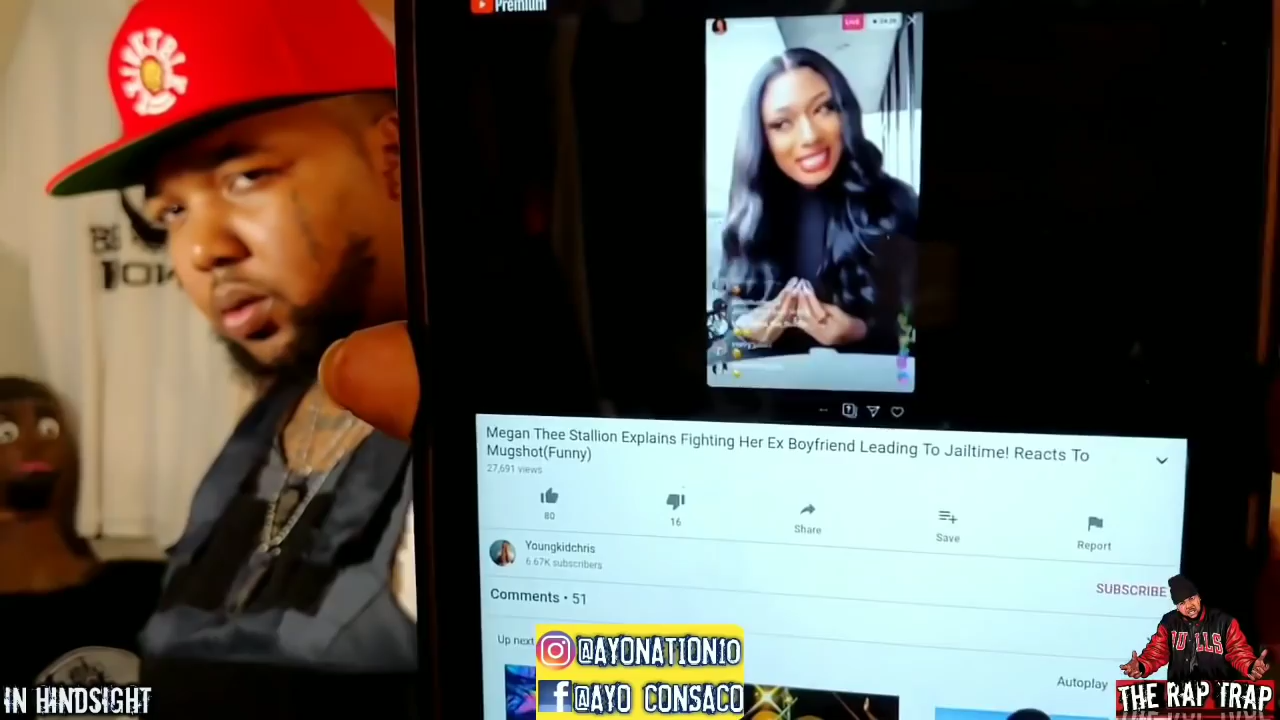 Premium
LIVE
Megan Thee Stallion Explains Fighting Her Ex Boyfriend Leading To Jailtime! Reacts To
Mugshot(Funny)
27,691 views
80
16
Share
Save
Report
Youngkidchris
6.67K subscribers
SUBSCRIBE
Comments • 51
Up next
Autoplay
@AYONATION10
@AYO CONSACO
IN HINDSIGHT
BULLS
THE RAP TRAP